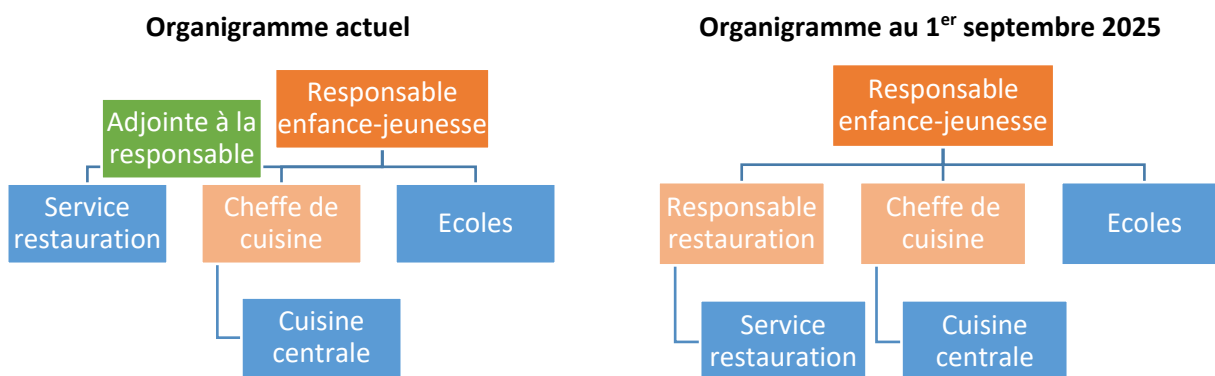 Organigramme actuel
Adjointe à la
responsable
Responsable
enfance-jeunesse
Service
restauration
Cheffe de
cuisine
Ecoles
Cuisine
centrale
Organigramme au 1er septembre 2025
Responsable
enfance-jeunesse
Responsable
restauration
Cheffe de
cuisine
Ecoles
Service
restauration
Cuisine
centrale